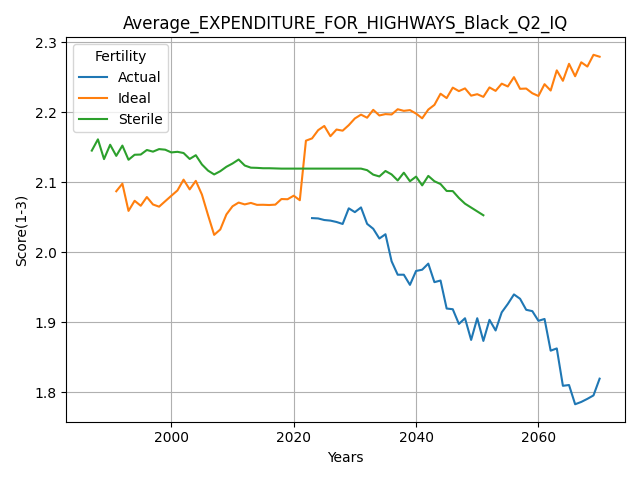 Average_EXPENDITURE_FOR_HIGHWAYS_Black_Q2_IQ
Fertility
Actual
Ideal
Sterile
Score(1-3)
2.3
2.2
2.1
2.0
1.9
1.8
2000
2020
2040
2060
Years